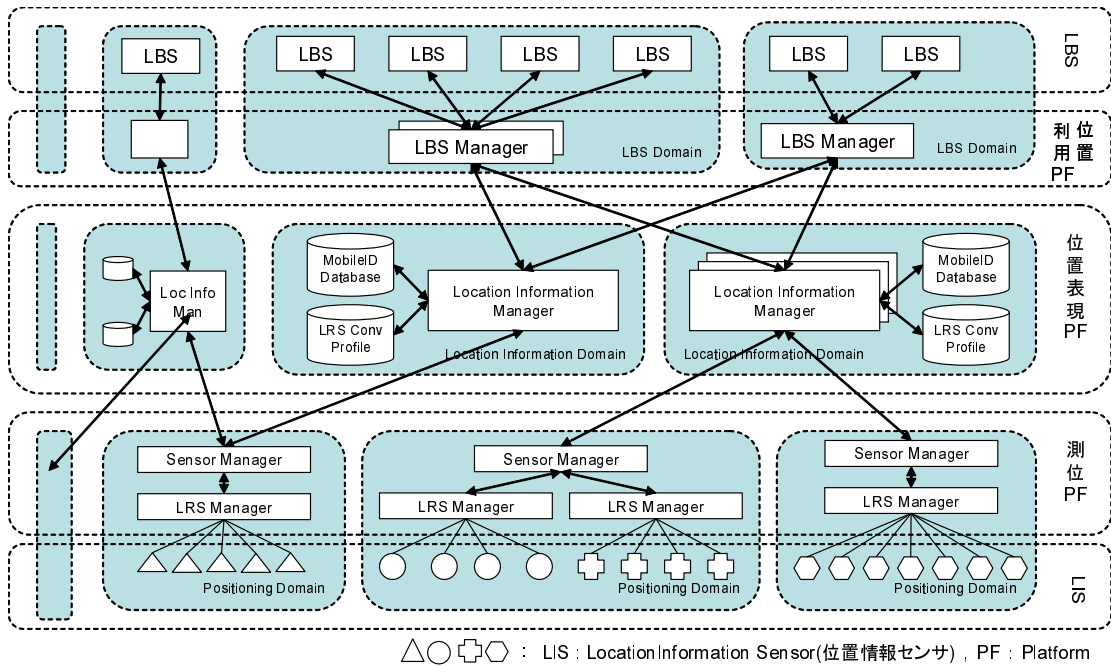 LBS
LBS
LBS
LBS
LBS
LBS
LBS
LBS
LBS Manager
LBS Domain
LBS Manager
LBS Domain
位置
利用
PF
Loc Info
Man
MobileID
Database
LRS Conv
Profile
Location Information
Manager
Location Information Domain
Location Information
Manager
Location Information Domain
MobileID
Database
LRS Conv
Profile
位置表現
PF
Sensor Manager
LRS Manager
Positioning Domain
Sensor Manager
LRS Manager
LRS Manager
Positioning Domain
Sensor Manager
LRS Manager
Positioning Domain
測位
PF
LIS
: LIS : LocationInformation Sensor(位置情報センサ) , PF : Platform